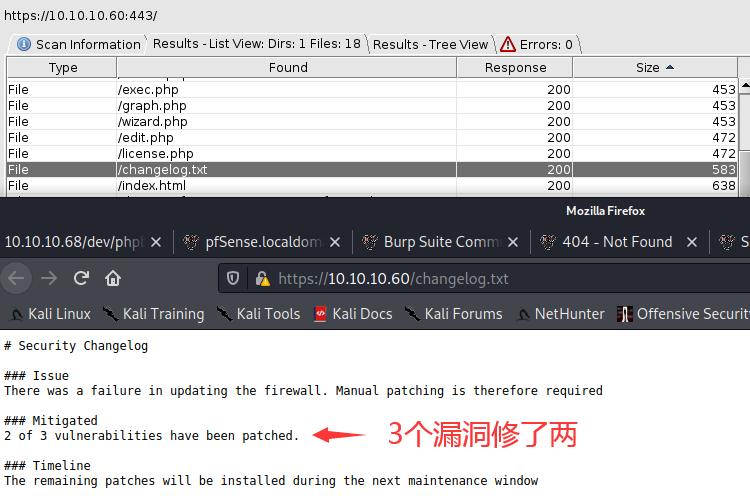 https://10.10.10.60:443/
Scan Information Results - List View: Dirs: 1 Files: 18 Results - Tree View Errors: 0
Type Found Response Size
File /exec.php 200 453
File /graph.php 200 453
File /wizard.php 200 453
File /edit.php 200 472
File /license.php 200 472
File /changelog.txt 200 583
File /index.html 200 638
Mozilla Firefox
10.10.10.68/dev/php pfSense.localdom Burp Suite Comm 404 - Not Found S
https://10.10.10.60/changelog.txt
Kali Linux Kali Training Kali Tools Kali Docs Kali Forums NetHunter Offensive Security
# Security Changelog
### Issue
There was a failure in updating the firewall. Manual patching is therefore required
### Mitigated
2 of 3 vulnerabilities have been patched.
3个漏洞修了两
### Timeline
The remaining patches will be installed during the next maintenance window